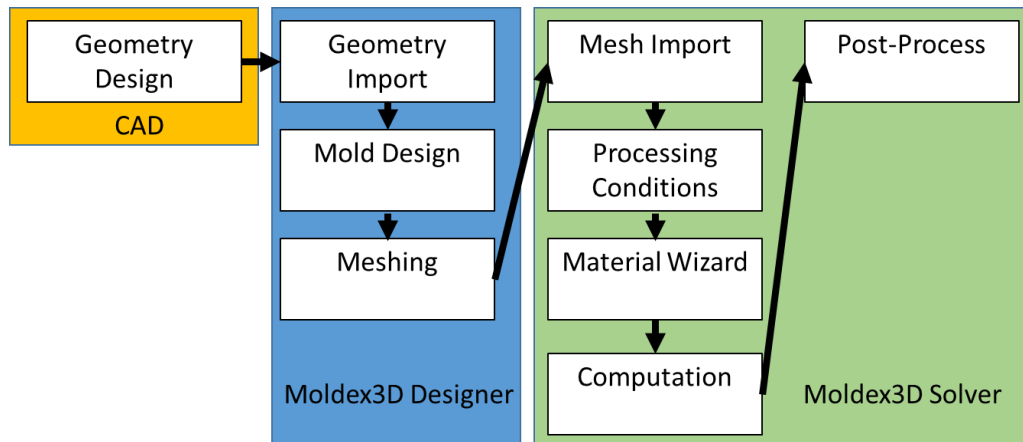 Geometry
Design
CAD
Geometry
Import
Mold Design
Meshing
Moldex3D Designer
Mesh Import
Processing
Conditions
Material Wizard
Computation
Post-Process
Moldex3D Solver